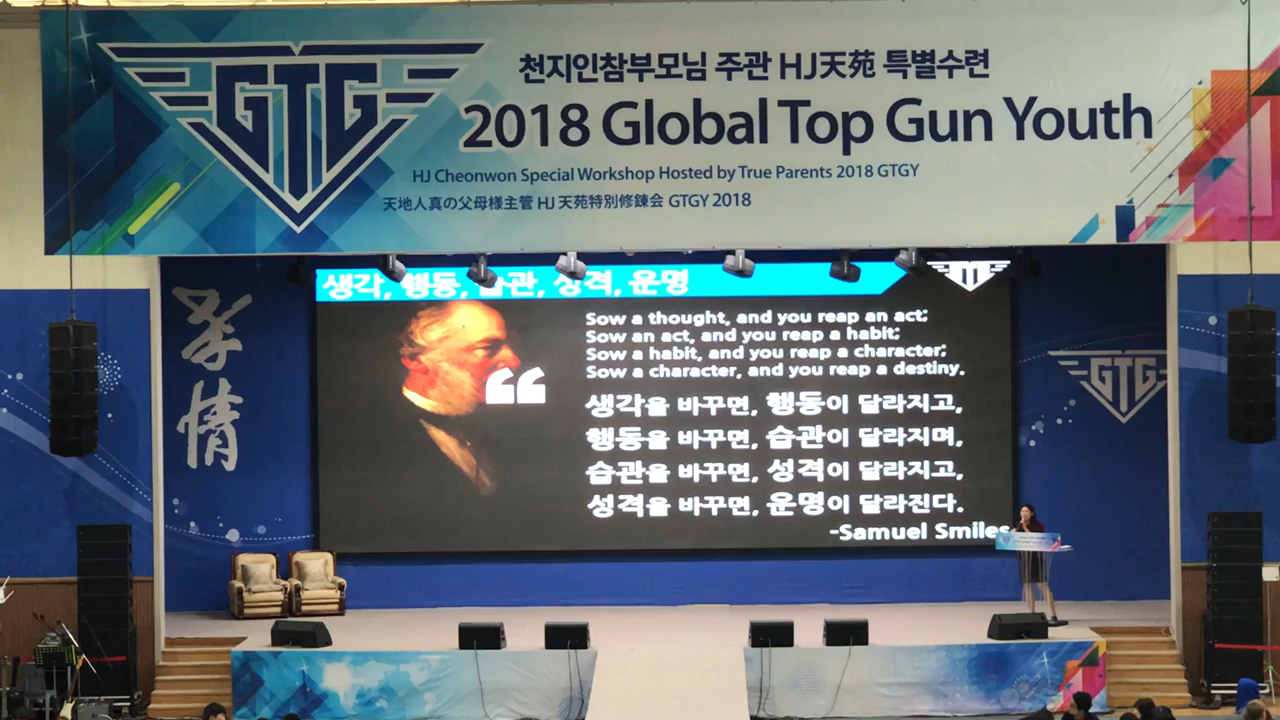 GTG
천지인참부모님 주관 HJ天苑 특별수련
2018 Global Top Gun Youth
HJ Cheonwon Special Workshop Hosted by True Parents 2018 GTGY
天地人真の父母様主管 HJ 天苑特別修錬会 GTGY 2018
생각, 행동, 습관, 성격, 운명
Sow a thought, and you reap an act;
Sow an act, and you reap a habit;
Sow a habit, and you reap a character;
Sow a character, and you reap a destiny.
생각을 바꾸면, 행동이 달라지고,
행동을 바꾸면, 습관이 달라지며,
습관을 바꾸면, 성격이 달라지고,
성격을 바꾸면, 운명이 달라진다.
-Samuel Smiles
孝情
GTG